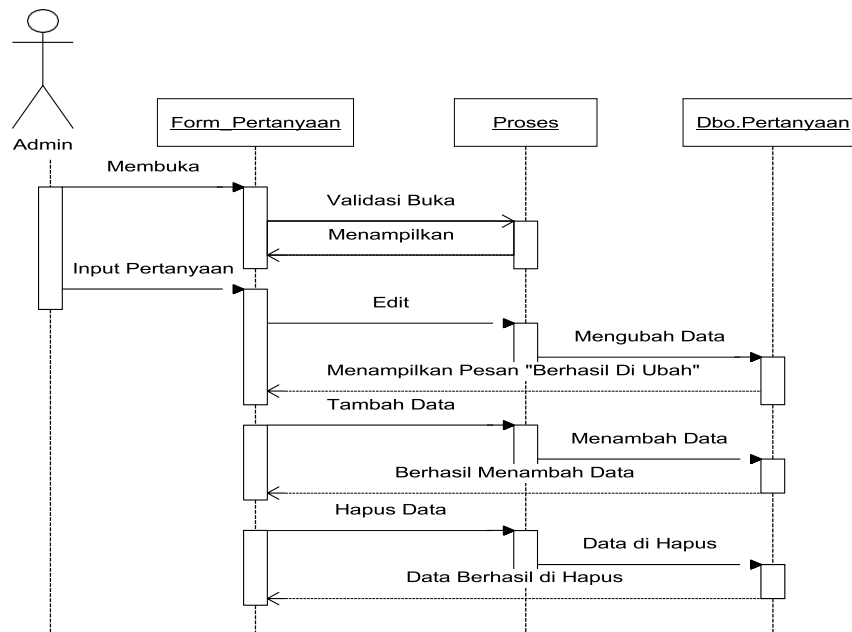 Admin
Form_Pertanyaan
Proses
Dbo.Pertanyaan
Membuka
Validasi Buka
Menampilkan
Input Pertanyaan
Edit
Mengubah Data
Menampilkan Pesan "Berhasil Di Ubah"
Tambah Data
Menambah Data
Berhasil Menambah Data
Hapus Data
Data di Hapus
Data Berhasil di Hapus